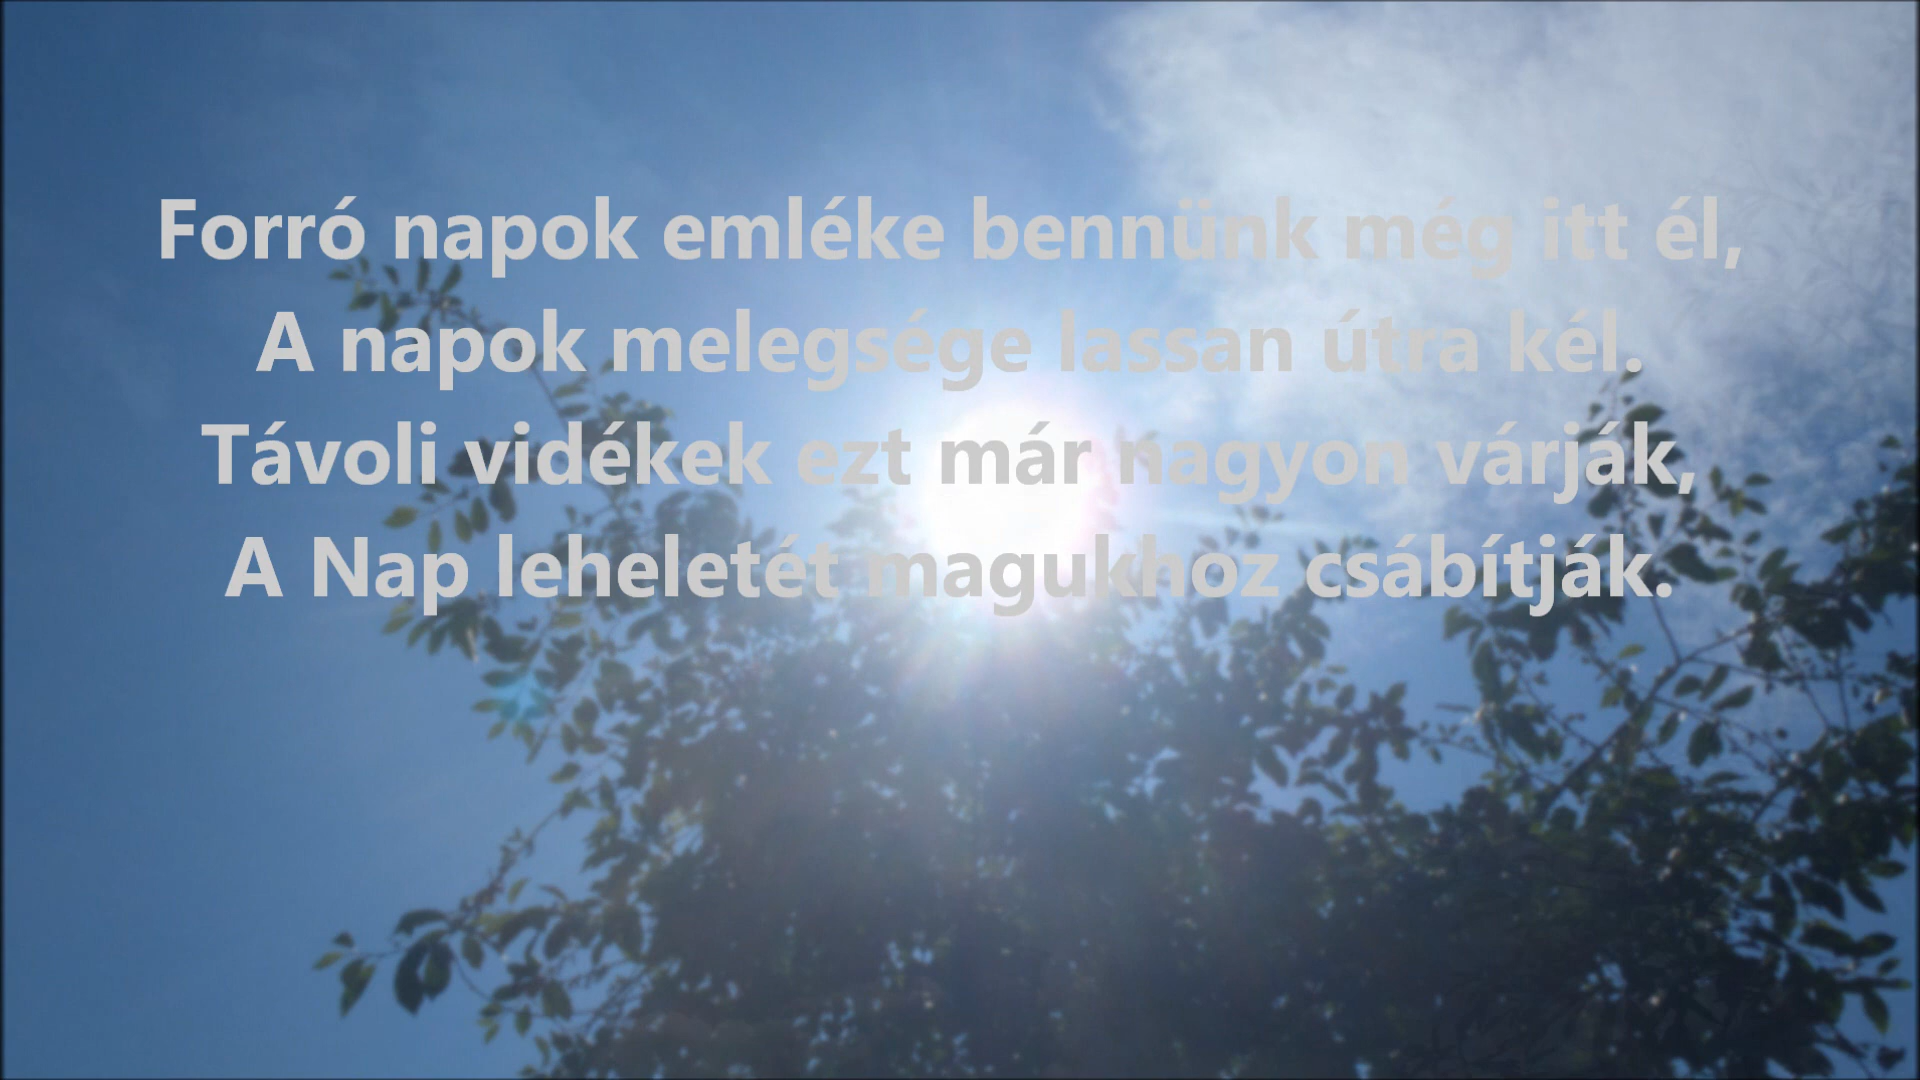 Forró napok emléke bennünk még itt él,
A napok melegsége lassan útra kél.
Távoli vidékek ezt már nagyon várják,
A Nap leheletét magukhoz csábítják.